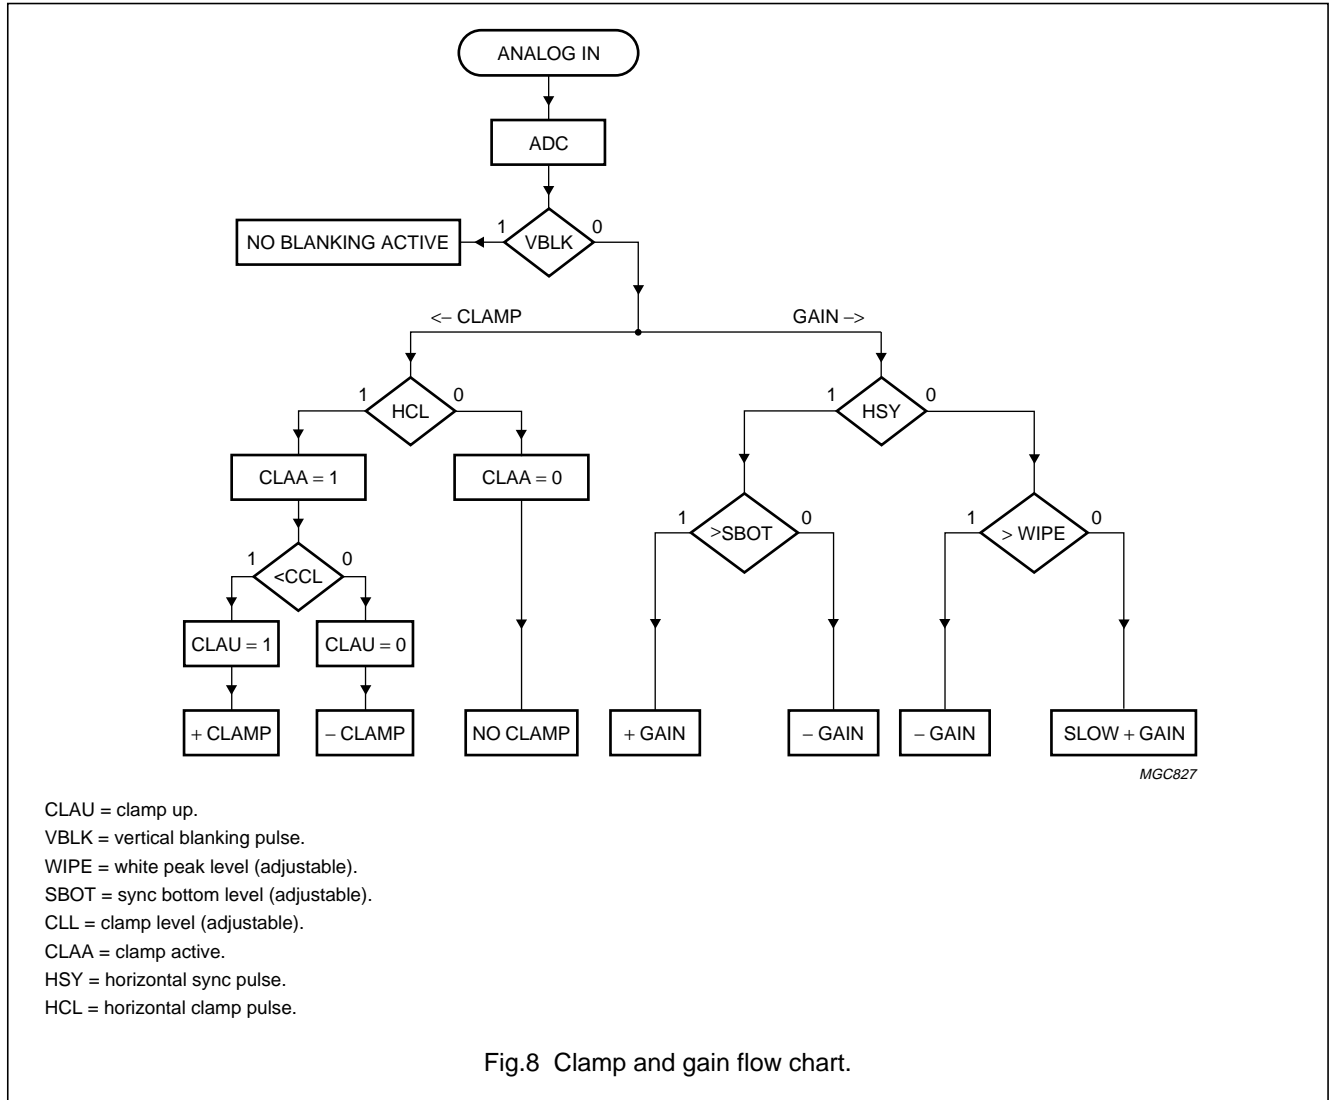 ANALOG IN
ADC
1 VBLK 0
NO BLANKING ACTIVE
<− CLAMP
GAIN −>
1 HCL 0
1 HSY 0
CLAA = 1
CLAA = 0
1 >SBOT 0
1 > WIPE 0
1 <CCL 0
CLAU = 1
CLAU = 0
+ CLAMP
− CLAMP
NO CLAMP
+ GAIN
− GAIN
− GAIN
SLOW + GAIN
MGC827
CLAU = clamp up.
VBLK = vertical blanking pulse.
WIPE = white peak level (adjustable).
SBOT = sync bottom level (adjustable).
CLL = clamp level (adjustable).
CLAA = clamp active.
HSY = horizontal sync pulse.
HCL = horizontal clamp pulse.
Fig.8 Clamp and gain flow chart.